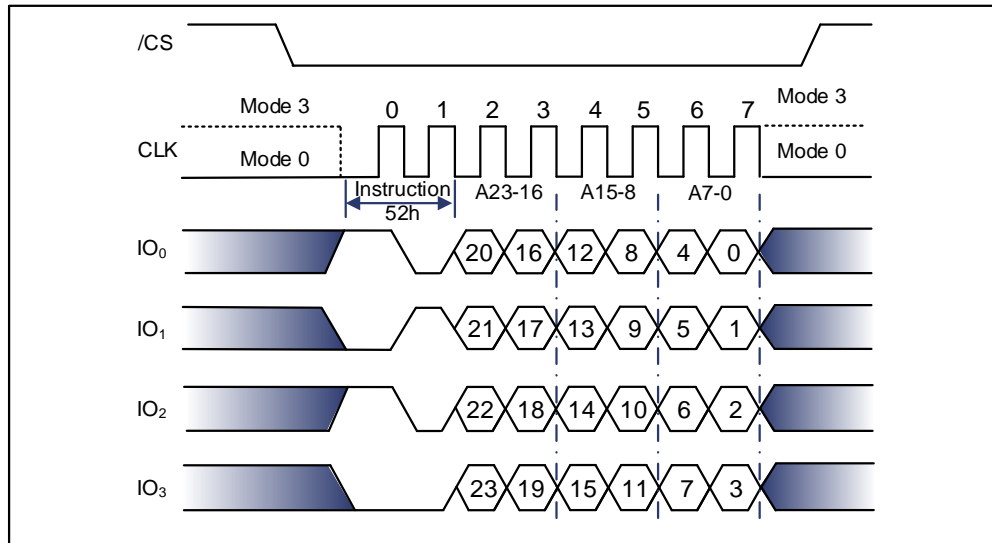 /CS
Mode 3
0 1 2 3 4 5 6 7
Mode 3
CLK
Mode 0
Mode 0
Instruction
52h
A23-16
A15-8
A7-0
IO₀
20 16 12 8 4 0
IO₁
21 17 13 9 5 1
IO₂
22 18 14 10 6 2
IO₃
23 19 15 11 7 3